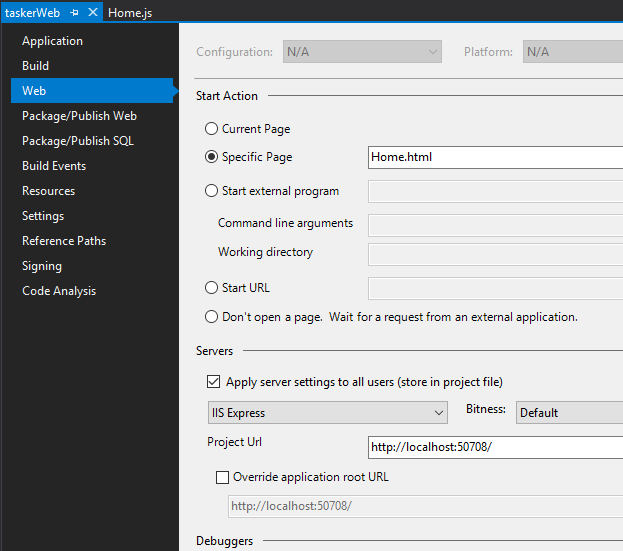 taskerWeb
Home.js
Application
Build
Web
Package/Publish Web
Package/Publish SQL
Build Events
Resources
Settings
Reference Paths
Signing
Code Analysis
Configuration: N/A Platform: N/A
Start Action
Current Page
Specific Page Home.html
Start external program
Command line arguments
Working directory
Start URL
Don't open a page. Wait for a request from an external application.
Servers
Apply server settings to all users (store in project file)
IIS Express Bitness: Default
Project Url http://localhost:50708/
Override application root URL
http://localhost:50708/
Debuggers